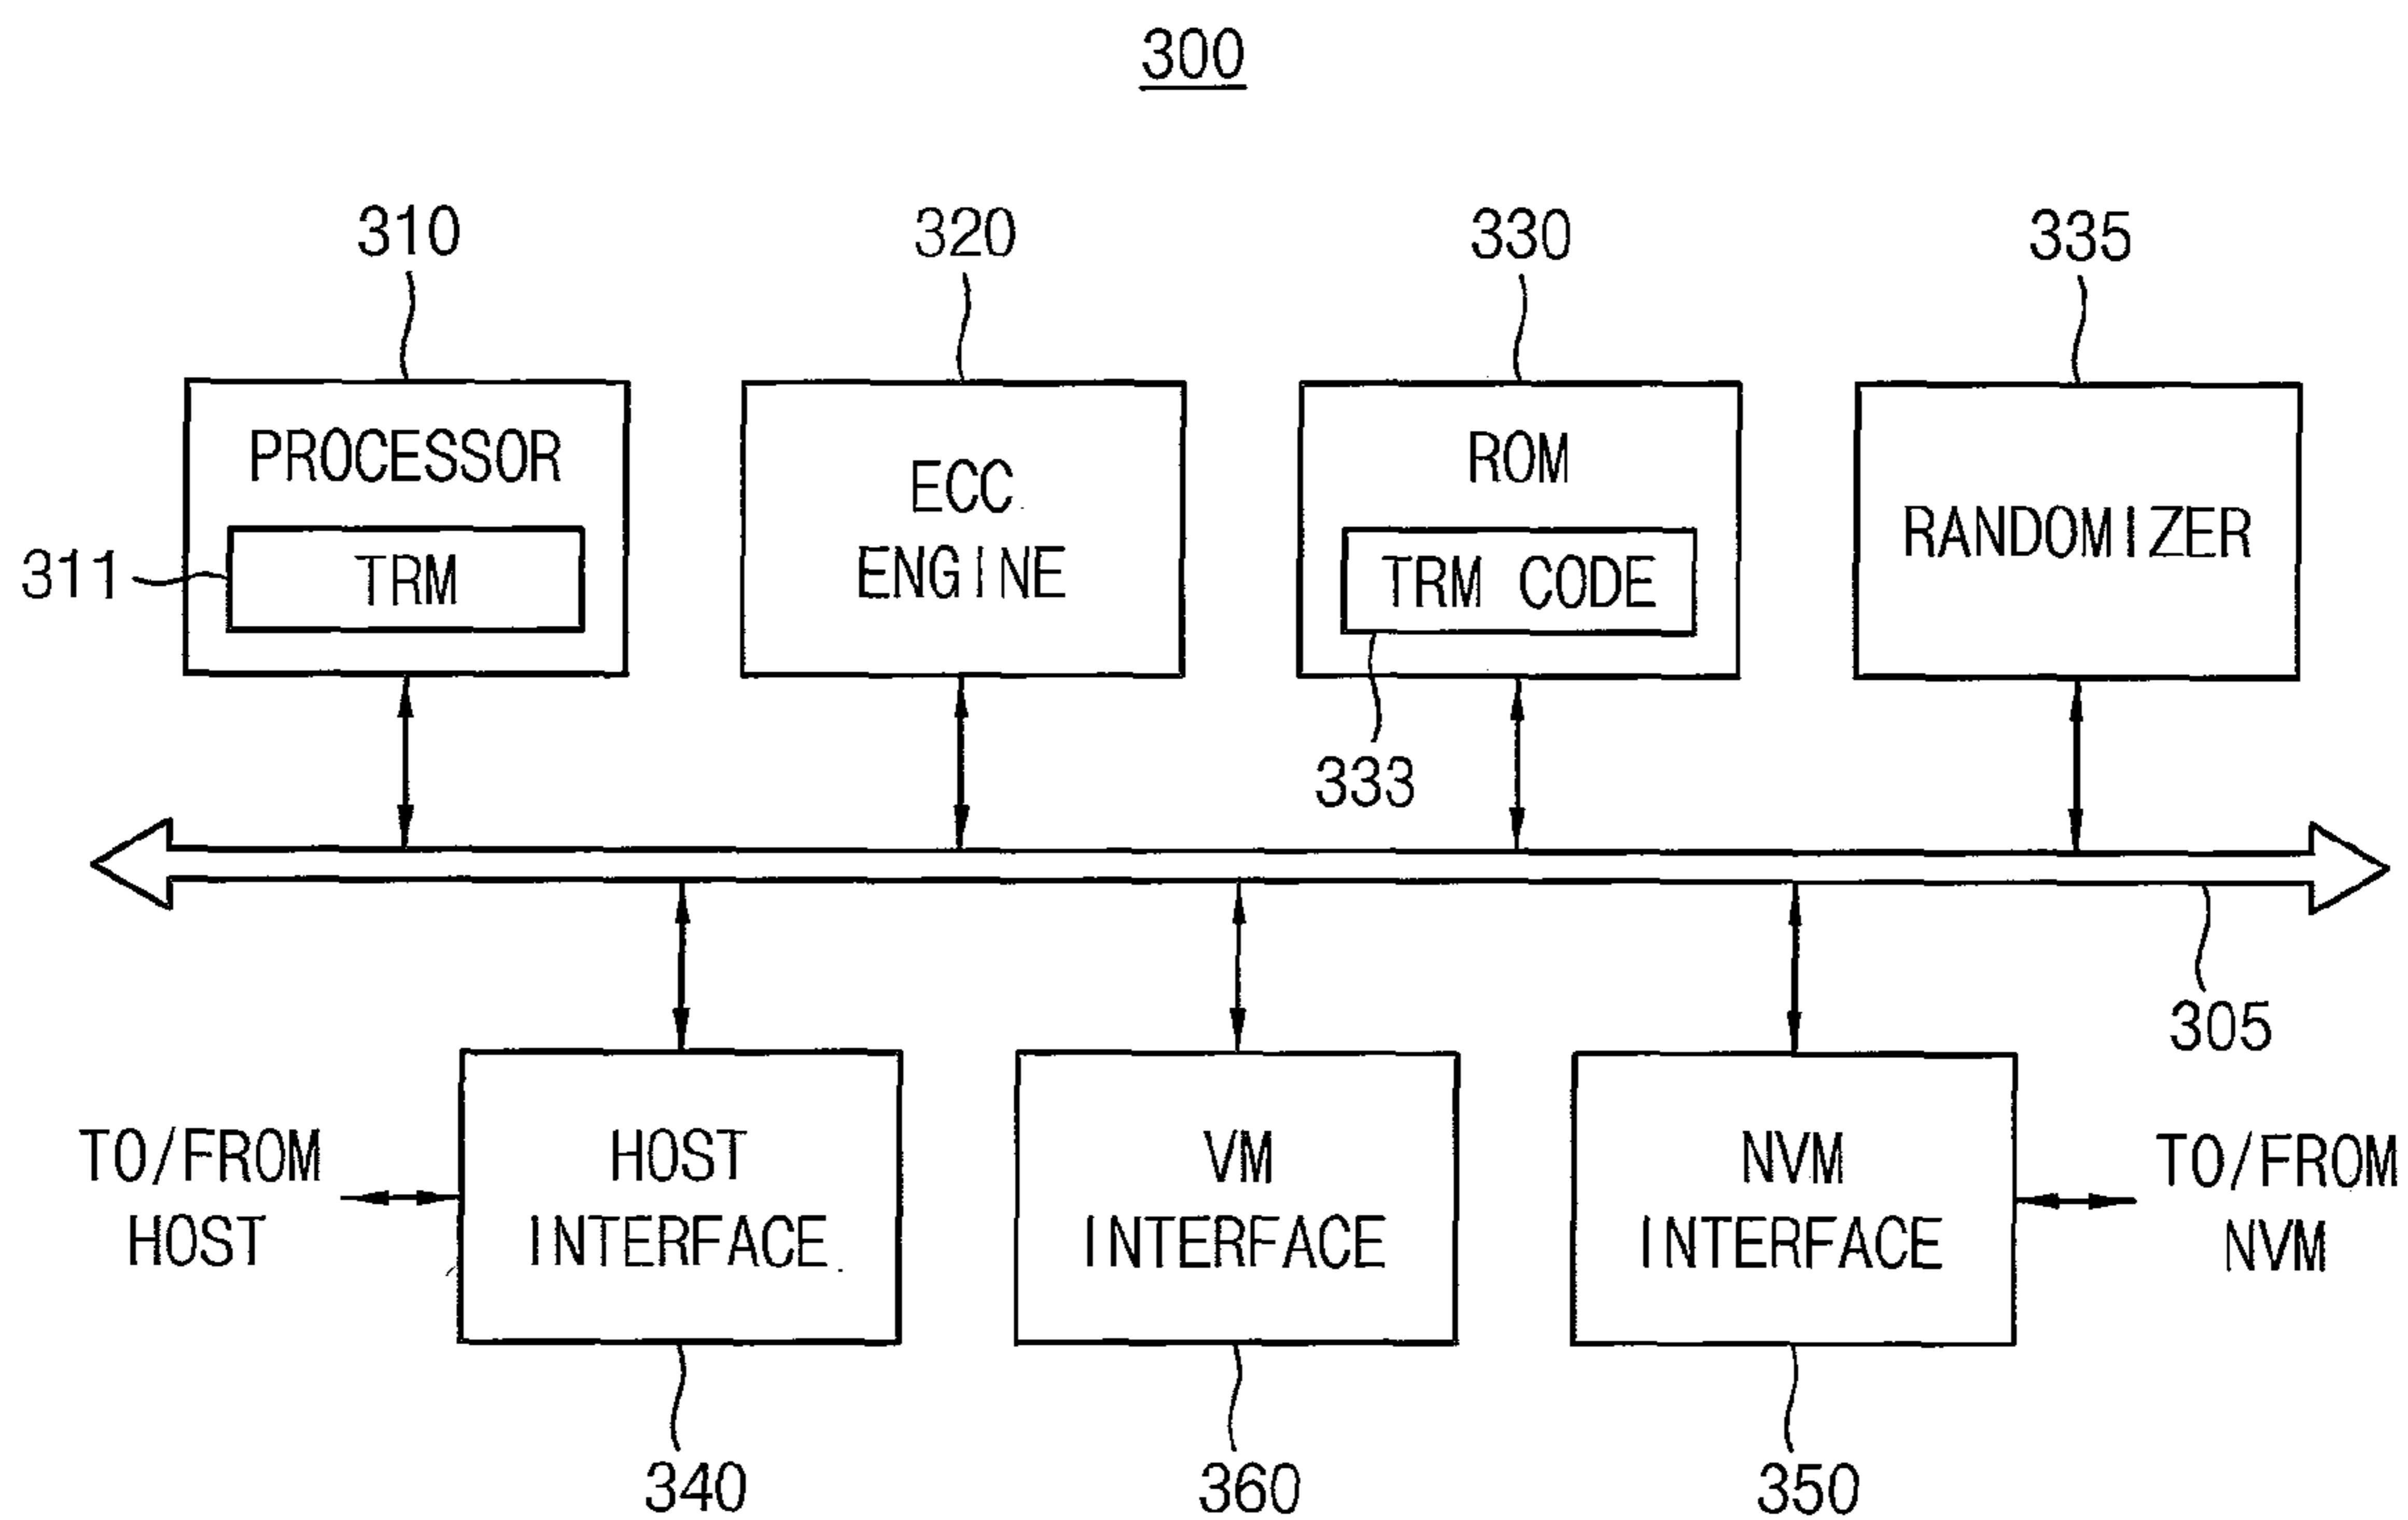 300
310
320
330
335
PROCESSOR
ECC
ENGINE
ROM
RANDOMIZER
311
TRM
TRM CODE
333
305
TO/FROM
HOST
HOST
INTERFACE
VM
INTERFACE
NVM
INTERFACE
TO/FROM
NVM
340
360
350